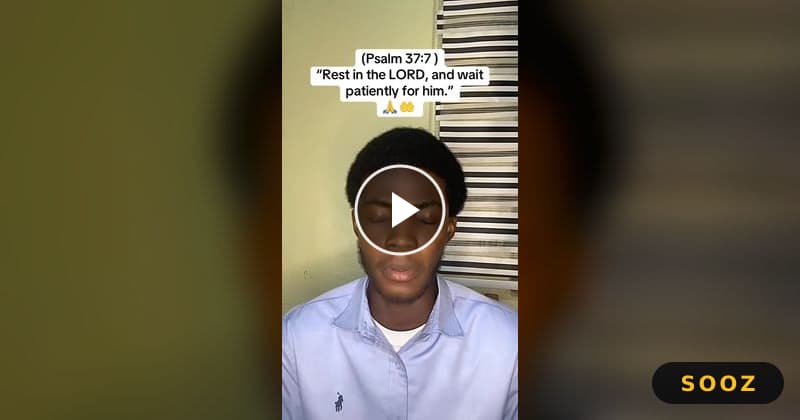 (Psalm 37:7 )
“Rest in the LORD, and wait
patiently for him.”
🙏 🤲
SOOZ